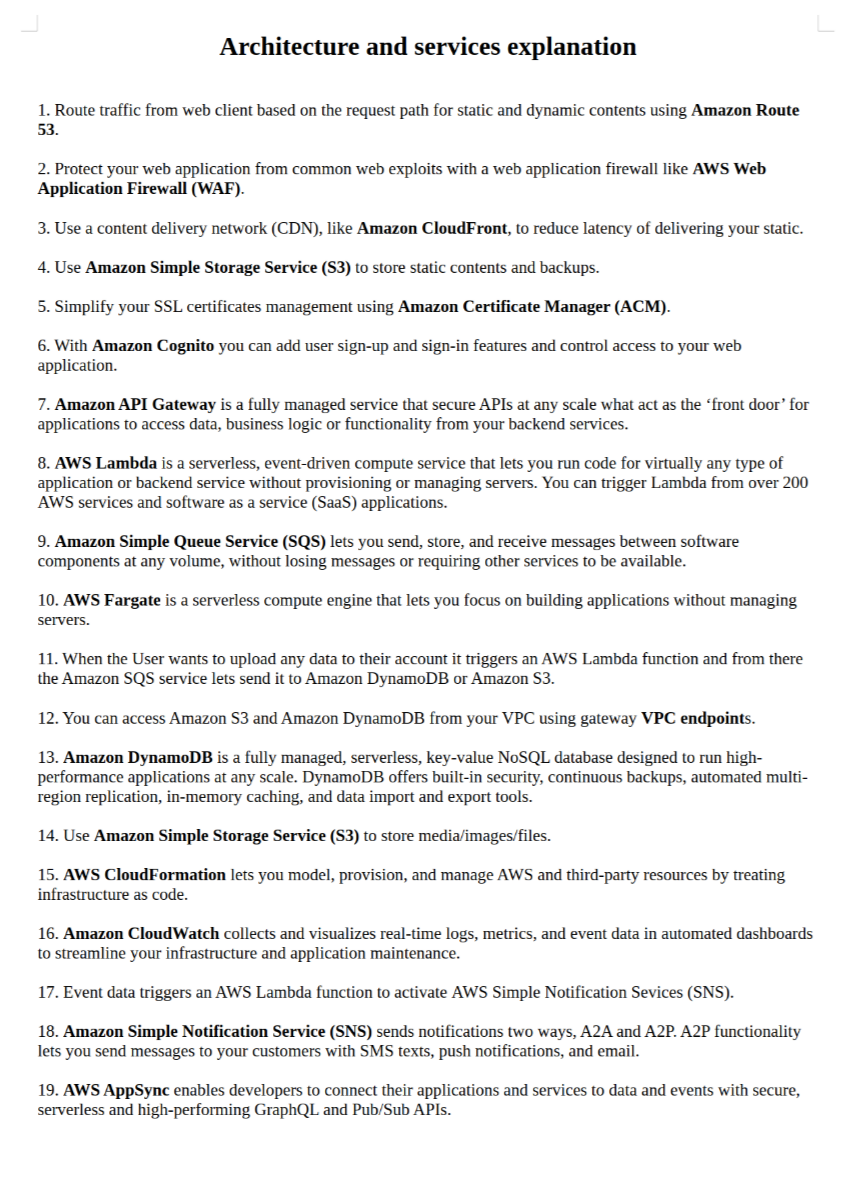 Architecture and services explanation
1. Route traffic from web client based on the request path for static and dynamic contents using Amazon Route
53.
2. Protect your web application from common web exploits with a web application firewall like AWS Web
Application Firewall (WAF).
3. Use a content delivery network (CDN), like Amazon CloudFront, to reduce latency of delivering your static.
4. Use Amazon Simple Storage Service (S3) to store static contents and backups.
5. Simplify your SSL certificates management using Amazon Certificate Manager (ACM).
6. With Amazon Cognito you can add user sign-up and sign-in features and control access to your web
application.
7. Amazon API Gateway is a fully managed service that secure APIs at any scale what act as the ‘front door’ for
applications to access data, business logic or functionality from your backend services.
8. AWS Lambda is a serverless, event-driven compute service that lets you run code for virtually any type of
application or backend service without provisioning or managing servers. You can trigger Lambda from over 200
AWS services and software as a service (SaaS) applications.
9. Amazon Simple Queue Service (SQS) lets you send, store, and receive messages between software
components at any volume, without losing messages or requiring other services to be available.
10. AWS Fargate is a serverless compute engine that lets you focus on building applications without managing
servers.
11. When the User wants to upload any data to their account it triggers an AWS Lambda function and from there
the Amazon SQS service lets send it to Amazon DynamoDB or Amazon S3.
12. You can access Amazon S3 and Amazon DynamoDB from your VPC using gateway VPC endpoints.
13. Amazon DynamoDB is a fully managed, serverless, key-value NoSQL database designed to run high-
performance applications at any scale. DynamoDB offers built-in security, continuous backups, automated multi-
region replication, in-memory caching, and data import and export tools.
14. Use Amazon Simple Storage Service (S3) to store media/images/files.
15. AWS CloudFormation lets you model, provision, and manage AWS and third-party resources by treating
infrastructure as code.
16. Amazon CloudWatch collects and visualizes real-time logs, metrics, and event data in automated dashboards
to streamline your infrastructure and application maintenance.
17. Event data triggers an AWS Lambda function to activate AWS Simple Notification Sevices (SNS).
18. Amazon Simple Notification Service (SNS) sends notifications two ways, A2A and A2P. A2P functionality
lets you send messages to your customers with SMS texts, push notifications, and email.
19. AWS AppSync enables developers to connect their applications and services to data and events with secure,
serverless and high-performing GraphQL and Pub/Sub APIs.